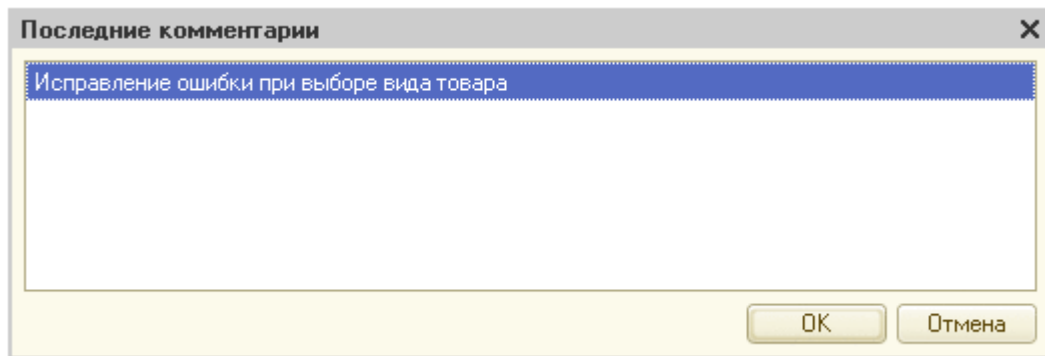 Последние комментарии
Исправление ошибки при выборе вида товара
OK
Отмена